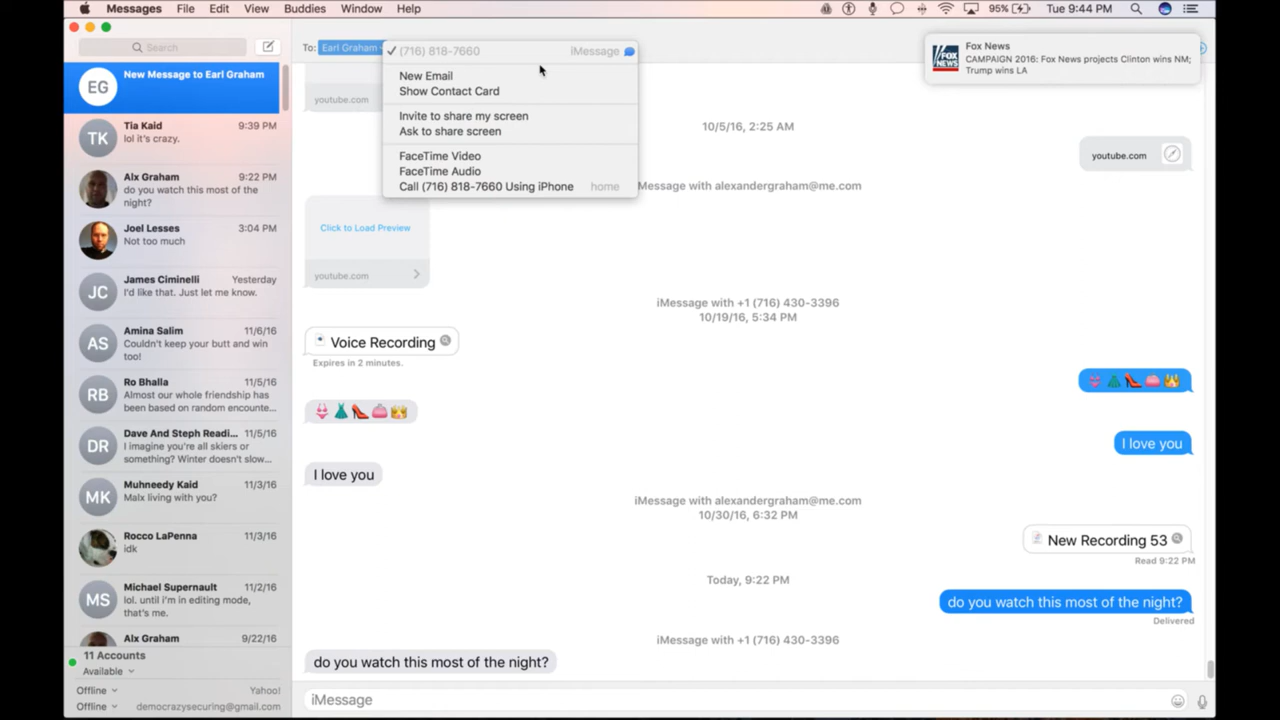 Messages File Edit View Buddies Window Help
95% Tue 9:44 PM
Search
To: Earl Graham
EG
New Message to Earl Graham
TK
Tia Kaid 9:39 PM
lol it's crazy.
Alx Graham 9:22 PM
do you watch this most of the
night?
Joel Lesses 3:04 PM
Not too much
JC
James Ciminelli Yesterday
I'd like that. Just let me know.
AS
Amina Salim 11/6/16
Couldn't keep your butt and win
too!
RB
Ro Bhalla 11/5/16
Almost our whole friendship has
been based on random encounte...
DR
Dave And Steph Readi... 11/5/16
I imagine you're all skiers or
something? Winter doesn't slow...
MK
Muhneedy Kaid 11/3/16
Malx living with you?
Rocco LaPenna 11/3/16
idk
MS
Michael Supernault 11/2/16
lol. until i'm in editing mode,
that's me.
Alx Graham 9/22/16
11 Accounts
Available
Offline Yahoo!
Offline democrazysecuring@gmail.com
(716) 818-7660 iMessage
New Email
Show Contact Card
Invite to share my screen
Ask to share screen
FaceTime Video
FaceTime Audio
Call (716) 818-7660 Using iPhone home
FOX
NEWS
Fox News
CAMPAIGN 2016: Fox News projects Clinton wins NM;
Trump wins LA
youtube.com
10/5/16, 2:25 AM
youtube.com
Message with alexandergraham@me.com
Click to Load Preview
youtube.com
iMessage with +1 (716) 430-3396
10/19/16, 5:34 PM
Voice Recording
Expires in 2 minutes.
I love you
I love you
iMessage with alexandergraham@me.com
10/30/16, 6:32 PM
New Recording 53
Read 9:22 PM
Today, 9:22 PM
do you watch this most of the night?
Delivered
iMessage with +1 (716) 430-3396
do you watch this most of the night?
iMessage